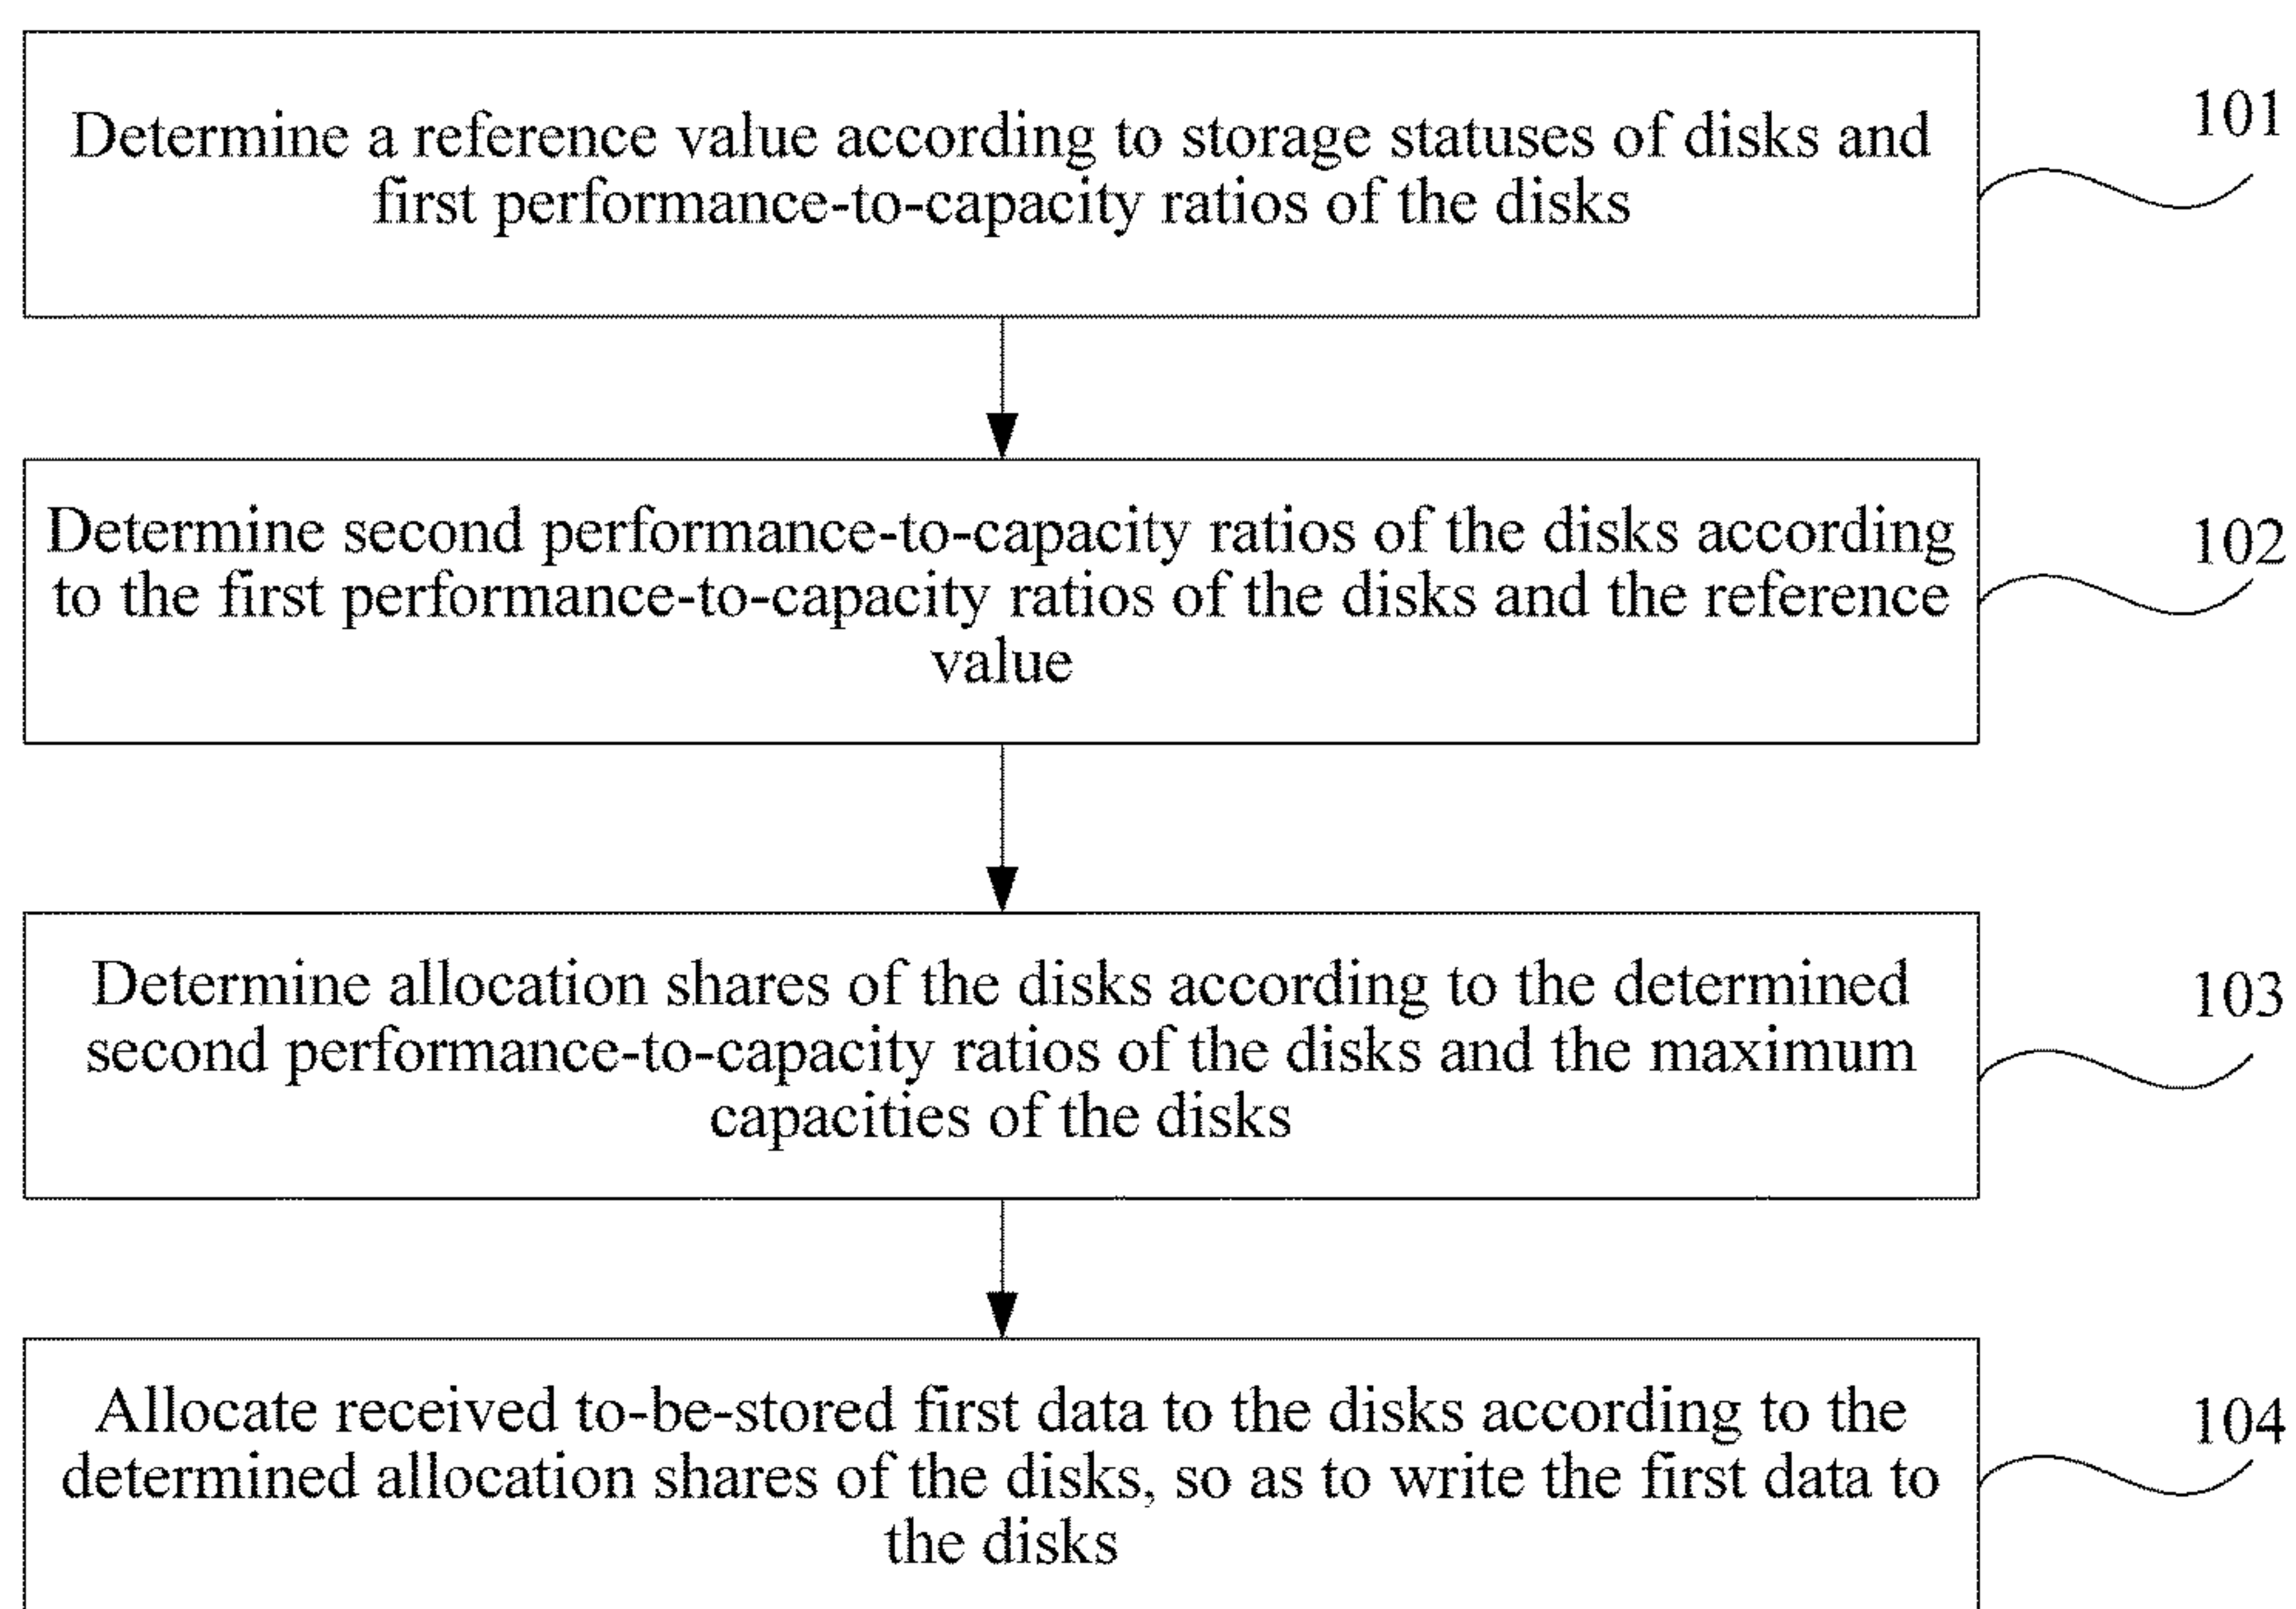 Determine a reference value according to storage statuses of disks and
first performance-to-capacity ratios of the disks
101
Determine second performance-to-capacity ratios of the disks according
to the first performance-to-capacity ratios of the disks and the reference
value
102
Determine allocation shares of the disks according to the determined
second performance-to-capacity ratios of the disks and the maximum
capacities of the disks
103
Allocate received to-be-stored first data to the disks according to the
determined allocation shares of the disks, so as to write the first data to
the disks
104